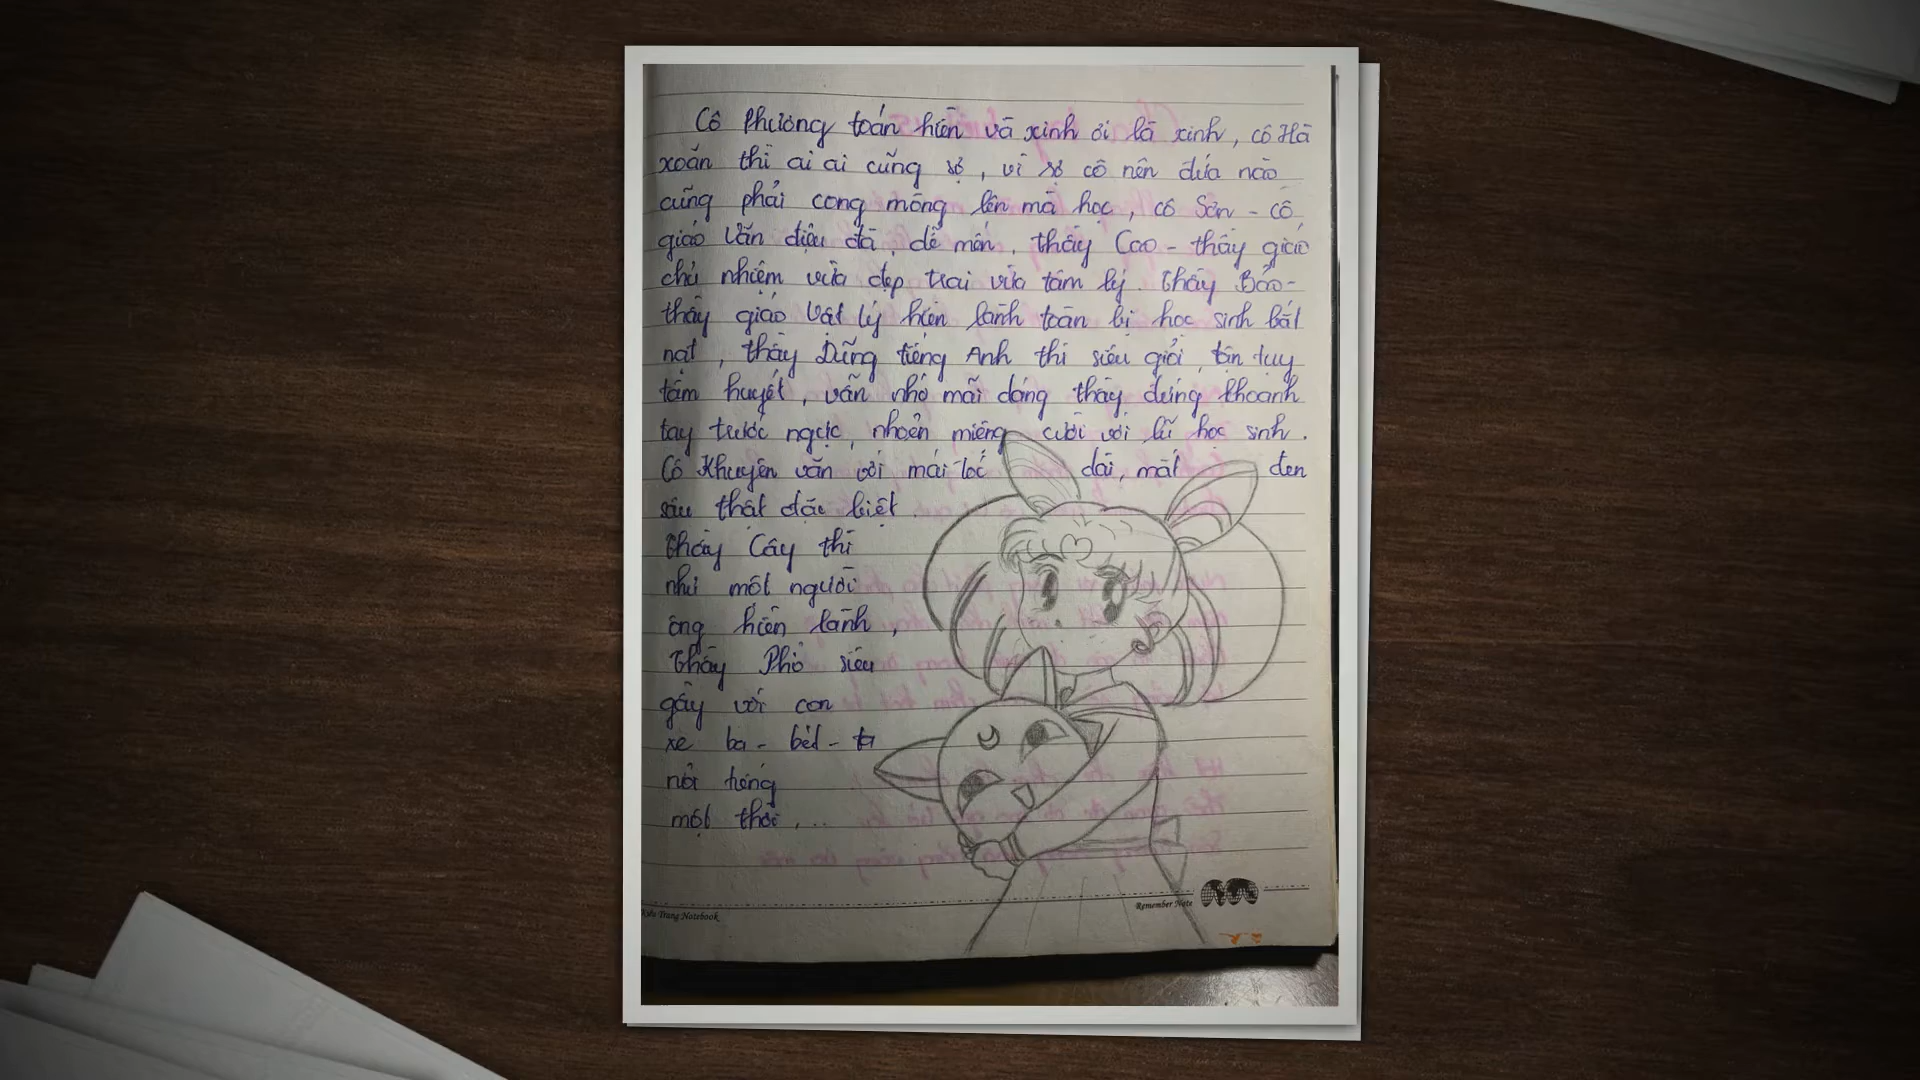 Cô Phương toán hiền và xinh ơi là xinh, cô Hà
xoắn thì ai ai cũng sợ, vì sợ cô nên đứa nào
cũng phải cong mông lên mà học, cô Sơn - cô
giáo Văn dịu đà, dễ mến, thầy Cao - thầy giáo
chủ nhiệm vừa đẹp trai vừa tâm lý. Thầy Bảo-
thầy giáo Vật lý hiền lành toàn bị học sinh bắt
nạt, thầy Dũng tiếng Anh thì siêu giỏi, tận tụy
tâm huyết, vẫn nhớ mãi dáng thầy đứng khoanh
tay trước ngực, nhoẻn miệng cười với lũ học sinh.
Cô Khuyên văn với mái tóc dài, mắt đen
sâu thật đặc biệt.
Thầy Cây thì
như một người
ông hiền lành,
Thầy Phô siêu
gầy với con
xe ba-bét-ta
nổi tiếng
một thời,...
Remember Note
Trang Notebook